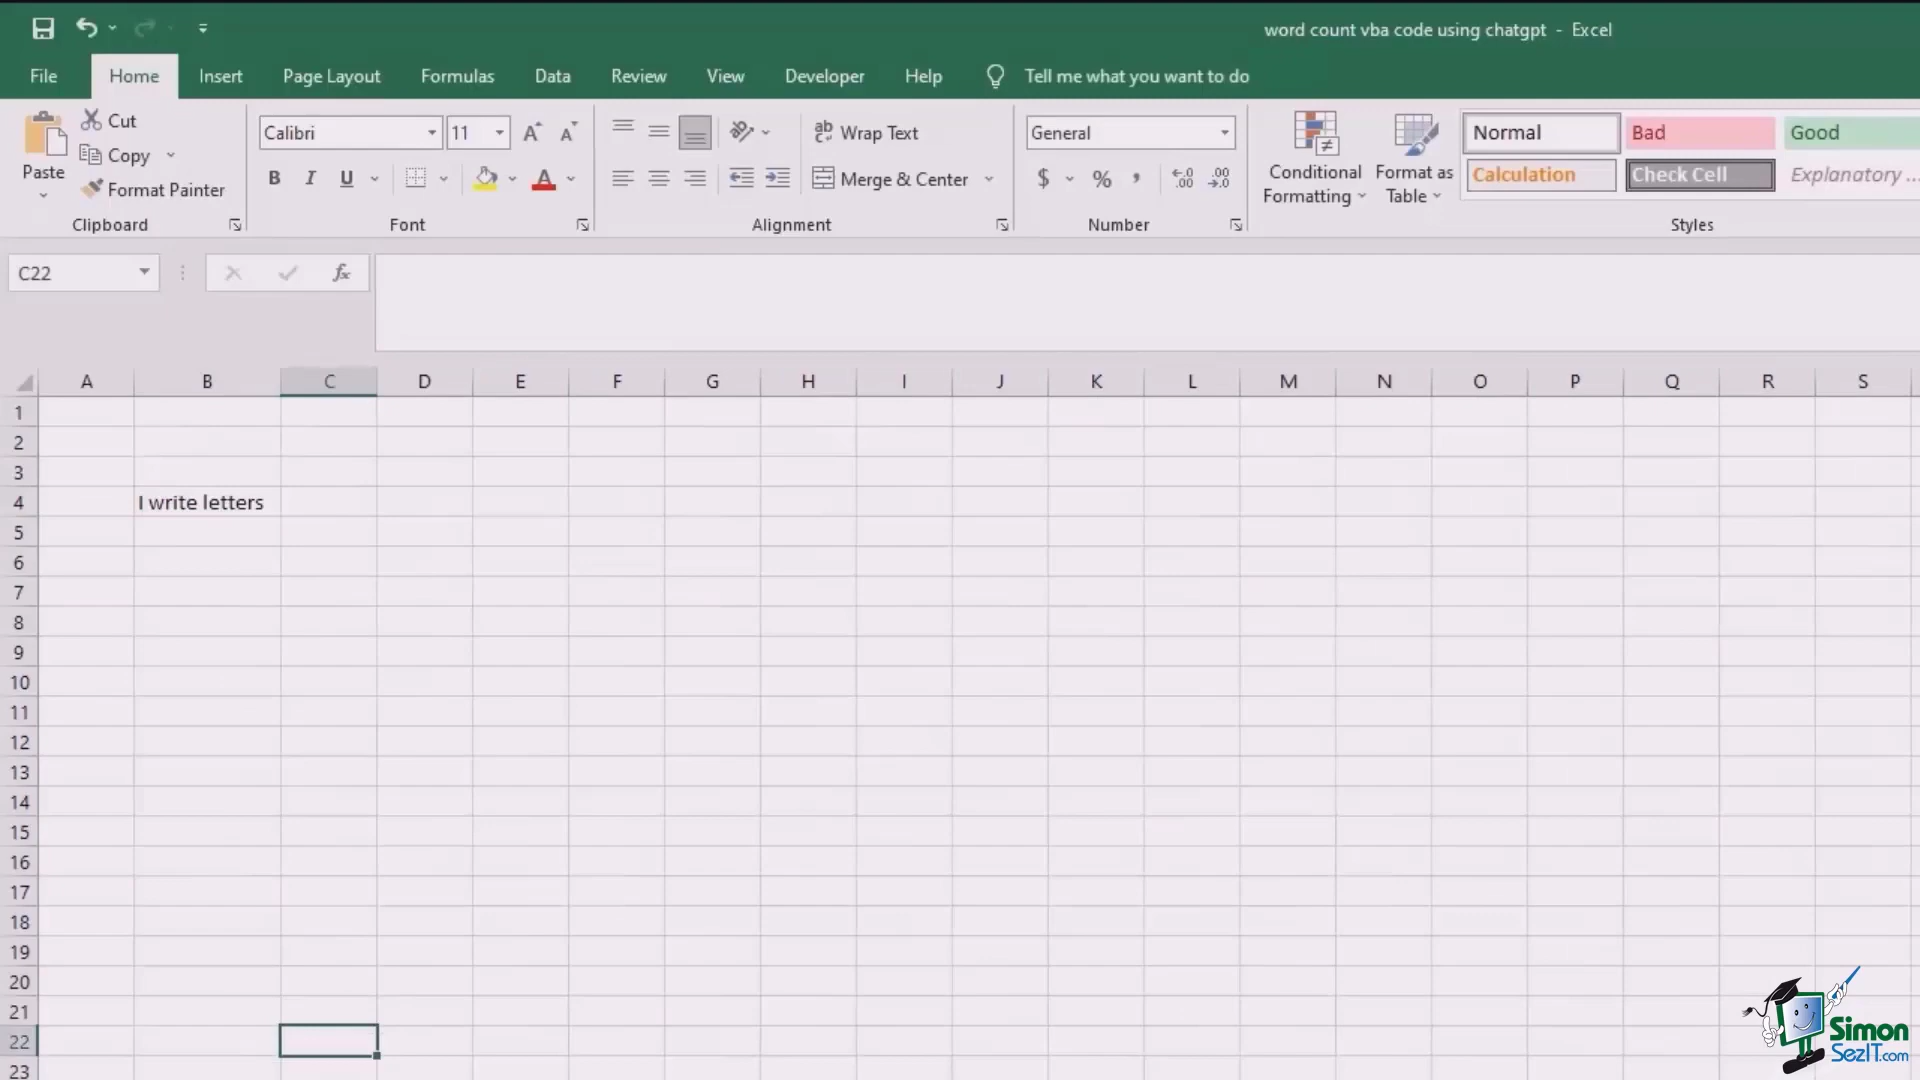 word count vba code using chatgpt - Excel
File Home Insert Page Layout Formulas Data Review View Developer Help Tell me what you want to do
Paste Cut Copy Format Painter
Clipboard
Calibri 11
B I U A
Font
Wrap Text
Merge & Center
Alignment
General
$ % ,
Number
Conditional Formatting
Format as Table
Normal Bad Good
Calculation Check Cell Explanatory ...
Styles
C22 fx
A B C D E F G H I J K L M N O P Q R S
1
2
3
4 I write letters
5
6
7
8
9
10
11
12
13
14
15
16
17
18
19
20
21
22
23
Simon
SezIT.com